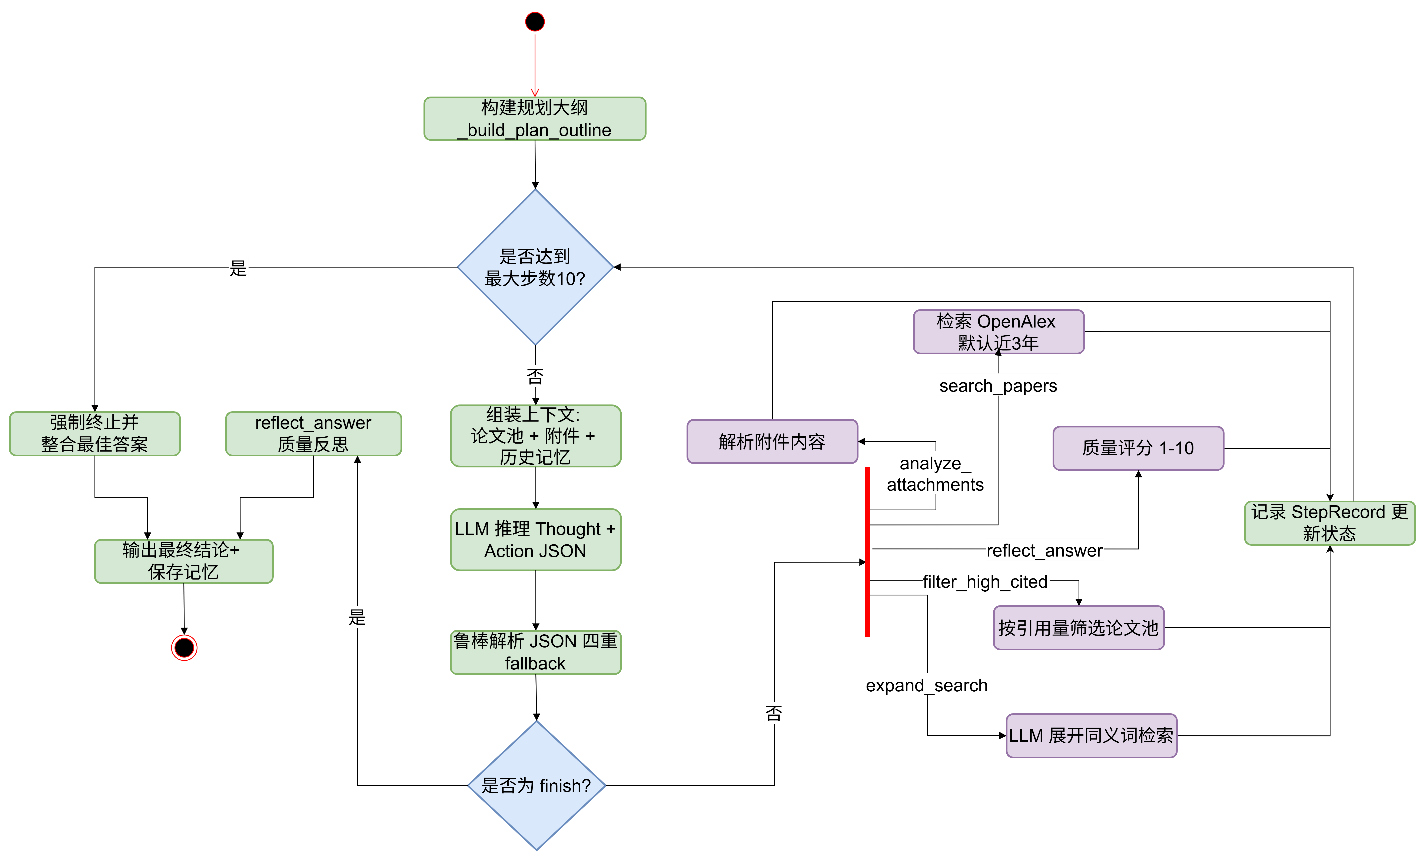 构建规划大纲
_build_plan_outline
是否达到
最大步数10?
是
否
检索 OpenAlex
默认近3年
search_papers
强制终止并
整合最佳答案
reflect_answer
质量反思
组装上下文:
论文池 + 附件 +
历史记忆
解析附件内容
analyze_
attachments
质量评分 1-10
记录 StepRecord 更
新状态
LLM 推理 Thought +
Action JSON
reflect_answer
输出最终结论+
保存记忆
filter_high_cited
按引用量筛选论文池
是
鲁棒解析 JSON 四重
fallback
expand_search
否
LLM 展开同义词检索
是否为 finish?